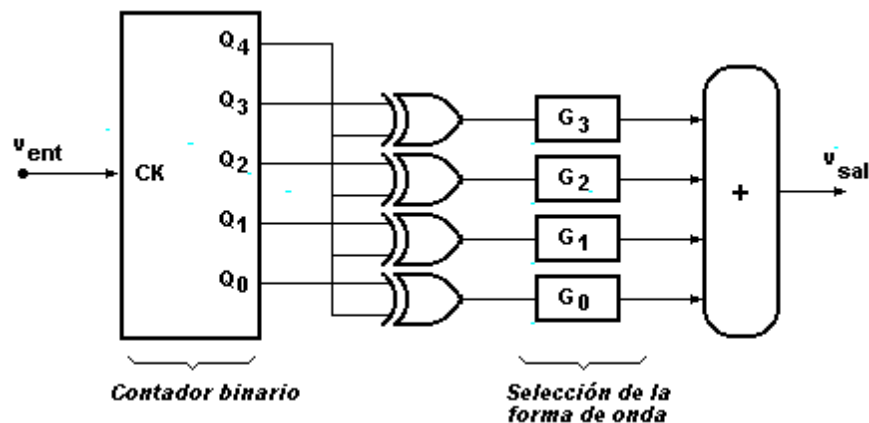 Q4
Q3
Q2
Q1
Q0
vent
CK
G3
G2
G1
G0
+
vsal
Contador binario
Selección de la
forma de onda